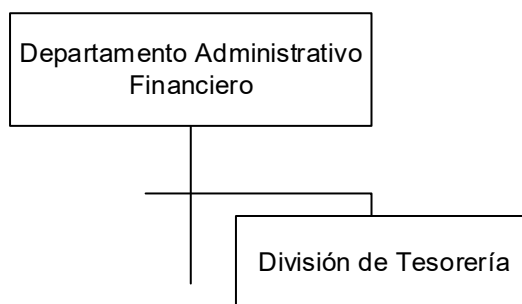 Departamento Administrativo
Financiero
División de Tesorería